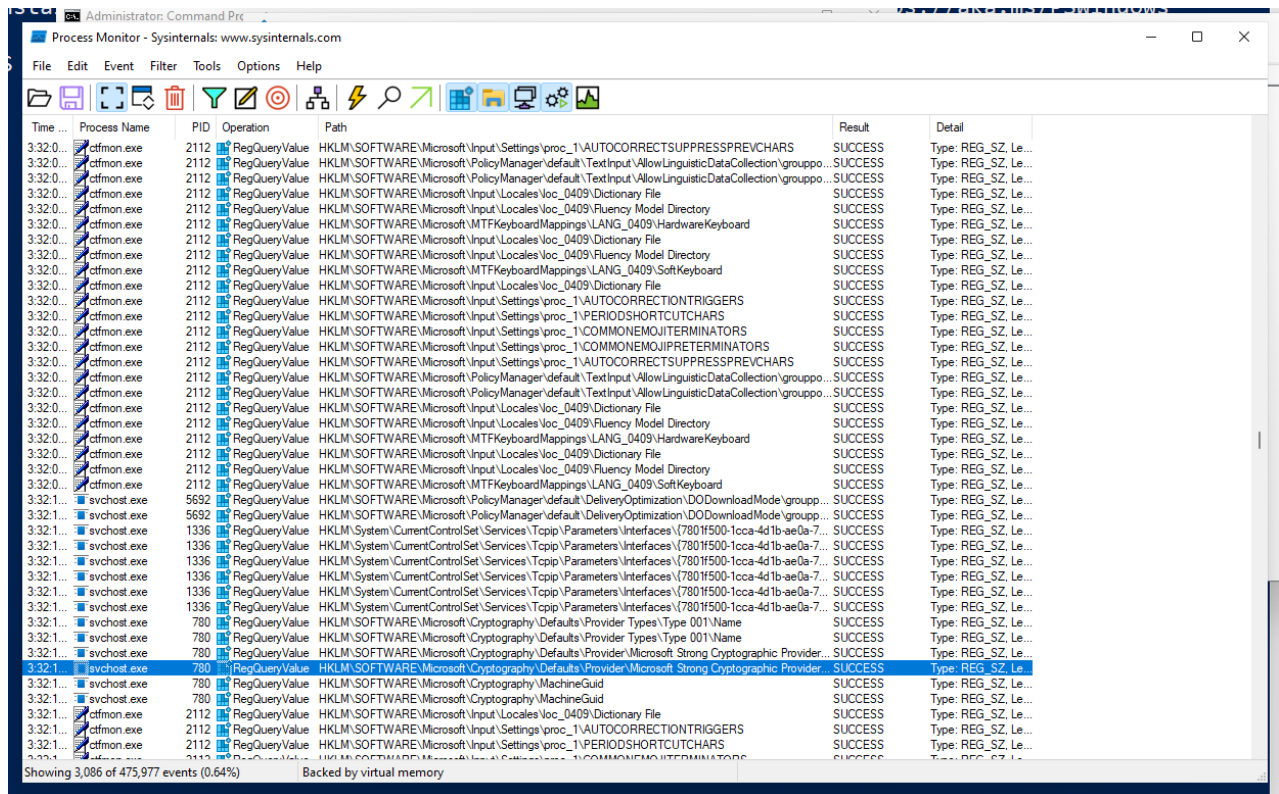 Administrator: Command Pro
Process Monitor - Sysinternals: www.sysinternals.com
File Edit Event Filter Tools Options Help
Time ... Process Name PID Operation Path Result Detail
3:32:0... ctfmon.exe 2112 RegQueryValue HKLM\SOFTWARE\Microsoft\Input\Settings\proc_1\AUTOCORRECTSUPPRESSPREVCHARS SUCCESS Type: REG_SZ, Le...
3:32:0... ctfmon.exe 2112 RegQueryValue HKLM\SOFTWARE\Microsoft\PolicyManager\default\TextInput\AllowLinguisticDataCollection\grouppo... SUCCESS Type: REG_SZ, Le...
3:32:0... ctfmon.exe 2112 RegQueryValue HKLM\SOFTWARE\Microsoft\PolicyManager\default\TextInput\AllowLinguisticDataCollection\grouppo... SUCCESS Type: REG_SZ, Le...
3:32:0... ctfmon.exe 2112 RegQueryValue HKLM\SOFTWARE\Microsoft\Input\Locales\loc_0409\Dictionary File SUCCESS Type: REG_SZ, Le...
3:32:0... ctfmon.exe 2112 RegQueryValue HKLM\SOFTWARE\Microsoft\Input\Locales\loc_0409\Fluency Model Directory SUCCESS Type: REG_SZ, Le...
3:32:0... ctfmon.exe 2112 RegQueryValue HKLM\SOFTWARE\Microsoft\MTFKeyboardMappings\LANG_0409\HardwareKeyboard SUCCESS Type: REG_SZ, Le...
3:32:0... ctfmon.exe 2112 RegQueryValue HKLM\SOFTWARE\Microsoft\Input\Locales\loc_0409\Dictionary File SUCCESS Type: REG_SZ, Le...
3:32:0... ctfmon.exe 2112 RegQueryValue HKLM\SOFTWARE\Microsoft\Input\Locales\loc_0409\Fluency Model Directory SUCCESS Type: REG_SZ, Le...
3:32:0... ctfmon.exe 2112 RegQueryValue HKLM\SOFTWARE\Microsoft\MTFKeyboardMappings\LANG_0409\SoftKeyboard SUCCESS Type: REG_SZ, Le...
3:32:0... ctfmon.exe 2112 RegQueryValue HKLM\SOFTWARE\Microsoft\Input\Locales\loc_0409\Dictionary File SUCCESS Type: REG_SZ, Le...
3:32:0... ctfmon.exe 2112 RegQueryValue HKLM\SOFTWARE\Microsoft\Input\Settings\proc_1\AUTOCORRECTIONTRIGGERS SUCCESS Type: REG_SZ, Le...
3:32:0... ctfmon.exe 2112 RegQueryValue HKLM\SOFTWARE\Microsoft\Input\Settings\proc_1\PERIODSHORTCUTCHARS SUCCESS Type: REG_SZ, Le...
3:32:0... ctfmon.exe 2112 RegQueryValue HKLM\SOFTWARE\Microsoft\Input\Settings\proc_1\COMMONEMOJITERMINATORS SUCCESS Type: REG_SZ, Le...
3:32:0... ctfmon.exe 2112 RegQueryValue HKLM\SOFTWARE\Microsoft\Input\Settings\proc_1\COMMONEMOJIPRETERMINATORS SUCCESS Type: REG_SZ, Le...
3:32:0... ctfmon.exe 2112 RegQueryValue HKLM\SOFTWARE\Microsoft\Input\Settings\proc_1\AUTOCORRECTSUPPRESSPREVCHARS SUCCESS Type: REG_SZ, Le...
3:32:0... ctfmon.exe 2112 RegQueryValue HKLM\SOFTWARE\Microsoft\PolicyManager\default\TextInput\AllowLinguisticDataCollection\grouppo... SUCCESS Type: REG_SZ, Le...
3:32:0... ctfmon.exe 2112 RegQueryValue HKLM\SOFTWARE\Microsoft\PolicyManager\default\TextInput\AllowLinguisticDataCollection\grouppo... SUCCESS Type: REG_SZ, Le...
3:32:0... ctfmon.exe 2112 RegQueryValue HKLM\SOFTWARE\Microsoft\Input\Locales\loc_0409\Dictionary File SUCCESS Type: REG_SZ, Le...
3:32:0... ctfmon.exe 2112 RegQueryValue HKLM\SOFTWARE\Microsoft\Input\Locales\loc_0409\Fluency Model Directory SUCCESS Type: REG_SZ, Le...
3:32:0... ctfmon.exe 2112 RegQueryValue HKLM\SOFTWARE\Microsoft\MTFKeyboardMappings\LANG_0409\HardwareKeyboard SUCCESS Type: REG_SZ, Le...
3:32:0... ctfmon.exe 2112 RegQueryValue HKLM\SOFTWARE\Microsoft\Input\Locales\loc_0409\Dictionary File SUCCESS Type: REG_SZ, Le...
3:32:0... ctfmon.exe 2112 RegQueryValue HKLM\SOFTWARE\Microsoft\Input\Locales\loc_0409\Fluency Model Directory SUCCESS Type: REG_SZ, Le...
3:32:0... ctfmon.exe 2112 RegQueryValue HKLM\SOFTWARE\Microsoft\MTFKeyboardMappings\LANG_0409\SoftKeyboard SUCCESS Type: REG_SZ, Le...
3:32:1... svchost.exe 5692 RegQueryValue HKLM\SOFTWARE\Microsoft\PolicyManager\default\DeliveryOptimization\DODownloadMode\groupp... SUCCESS Type: REG_SZ, Le...
3:32:1... svchost.exe 5692 RegQueryValue HKLM\SOFTWARE\Microsoft\PolicyManager\default\DeliveryOptimization\DODownloadMode\groupp... SUCCESS Type: REG_SZ, Le...
3:32:1... svchost.exe 1336 RegQueryValue HKLM\System\CurrentControlSet\Services\Tcpip\Parameters\Interfaces\{7801f500-1cca-4d1b-ae0a-7... SUCCESS Type: REG_SZ, Le...
3:32:1... svchost.exe 1336 RegQueryValue HKLM\System\CurrentControlSet\Services\Tcpip\Parameters\Interfaces\{7801f500-1cca-4d1b-ae0a-7... SUCCESS Type: REG_SZ, Le...
3:32:1... svchost.exe 1336 RegQueryValue HKLM\System\CurrentControlSet\Services\Tcpip\Parameters\Interfaces\{7801f500-1cca-4d1b-ae0a-7... SUCCESS Type: REG_SZ, Le...
3:32:1... svchost.exe 1336 RegQueryValue HKLM\System\CurrentControlSet\Services\Tcpip\Parameters\Interfaces\{7801f500-1cca-4d1b-ae0a-7... SUCCESS Type: REG_SZ, Le...
3:32:1... svchost.exe 1336 RegQueryValue HKLM\System\CurrentControlSet\Services\Tcpip\Parameters\Interfaces\{7801f500-1cca-4d1b-ae0a-7... SUCCESS Type: REG_SZ, Le...
3:32:1... svchost.exe 1336 RegQueryValue HKLM\System\CurrentControlSet\Services\Tcpip\Parameters\Interfaces\{7801f500-1cca-4d1b-ae0a-7... SUCCESS Type: REG_SZ, Le...
3:32:1... svchost.exe 780 RegQueryValue HKLM\SOFTWARE\Microsoft\Cryptography\Defaults\Provider Types\Type 001\Name SUCCESS Type: REG_SZ, Le...
3:32:1... svchost.exe 780 RegQueryValue HKLM\SOFTWARE\Microsoft\Cryptography\Defaults\Provider Types\Type 001\Name SUCCESS Type: REG_SZ, Le...
3:32:1... svchost.exe 780 RegQueryValue HKLM\SOFTWARE\Microsoft\Cryptography\Defaults\Provider\Microsoft Strong Cryptographic Provider... SUCCESS Type: REG_SZ, Le...
3:32:1... svchost.exe 780 RegQueryValue HKLM\SOFTWARE\Microsoft\Cryptography\Defaults\Provider\Microsoft Strong Cryptographic Provider... SUCCESS Type: REG_SZ, Le...
3:32:1... svchost.exe 780 RegQueryValue HKLM\SOFTWARE\Microsoft\Cryptography\MachineGuid SUCCESS Type: REG_SZ, Le...
3:32:1... svchost.exe 780 RegQueryValue HKLM\SOFTWARE\Microsoft\Cryptography\MachineGuid SUCCESS Type: REG_SZ, Le...
3:32:1... ctfmon.exe 2112 RegQueryValue HKLM\SOFTWARE\Microsoft\Input\Locales\loc_0409\Dictionary File SUCCESS Type: REG_SZ, Le...
3:32:1... ctfmon.exe 2112 RegQueryValue HKLM\SOFTWARE\Microsoft\Input\Settings\proc_1\AUTOCORRECTIONTRIGGERS SUCCESS Type: REG_SZ, Le...
3:32:1... ctfmon.exe 2112 RegQueryValue HKLM\SOFTWARE\Microsoft\Input\Settings\proc_1\PERIODSHORTCUTCHARS SUCCESS Type: REG_SZ, Le...
Showing 3,086 of 475,977 events (0.64%) Backed by virtual memory